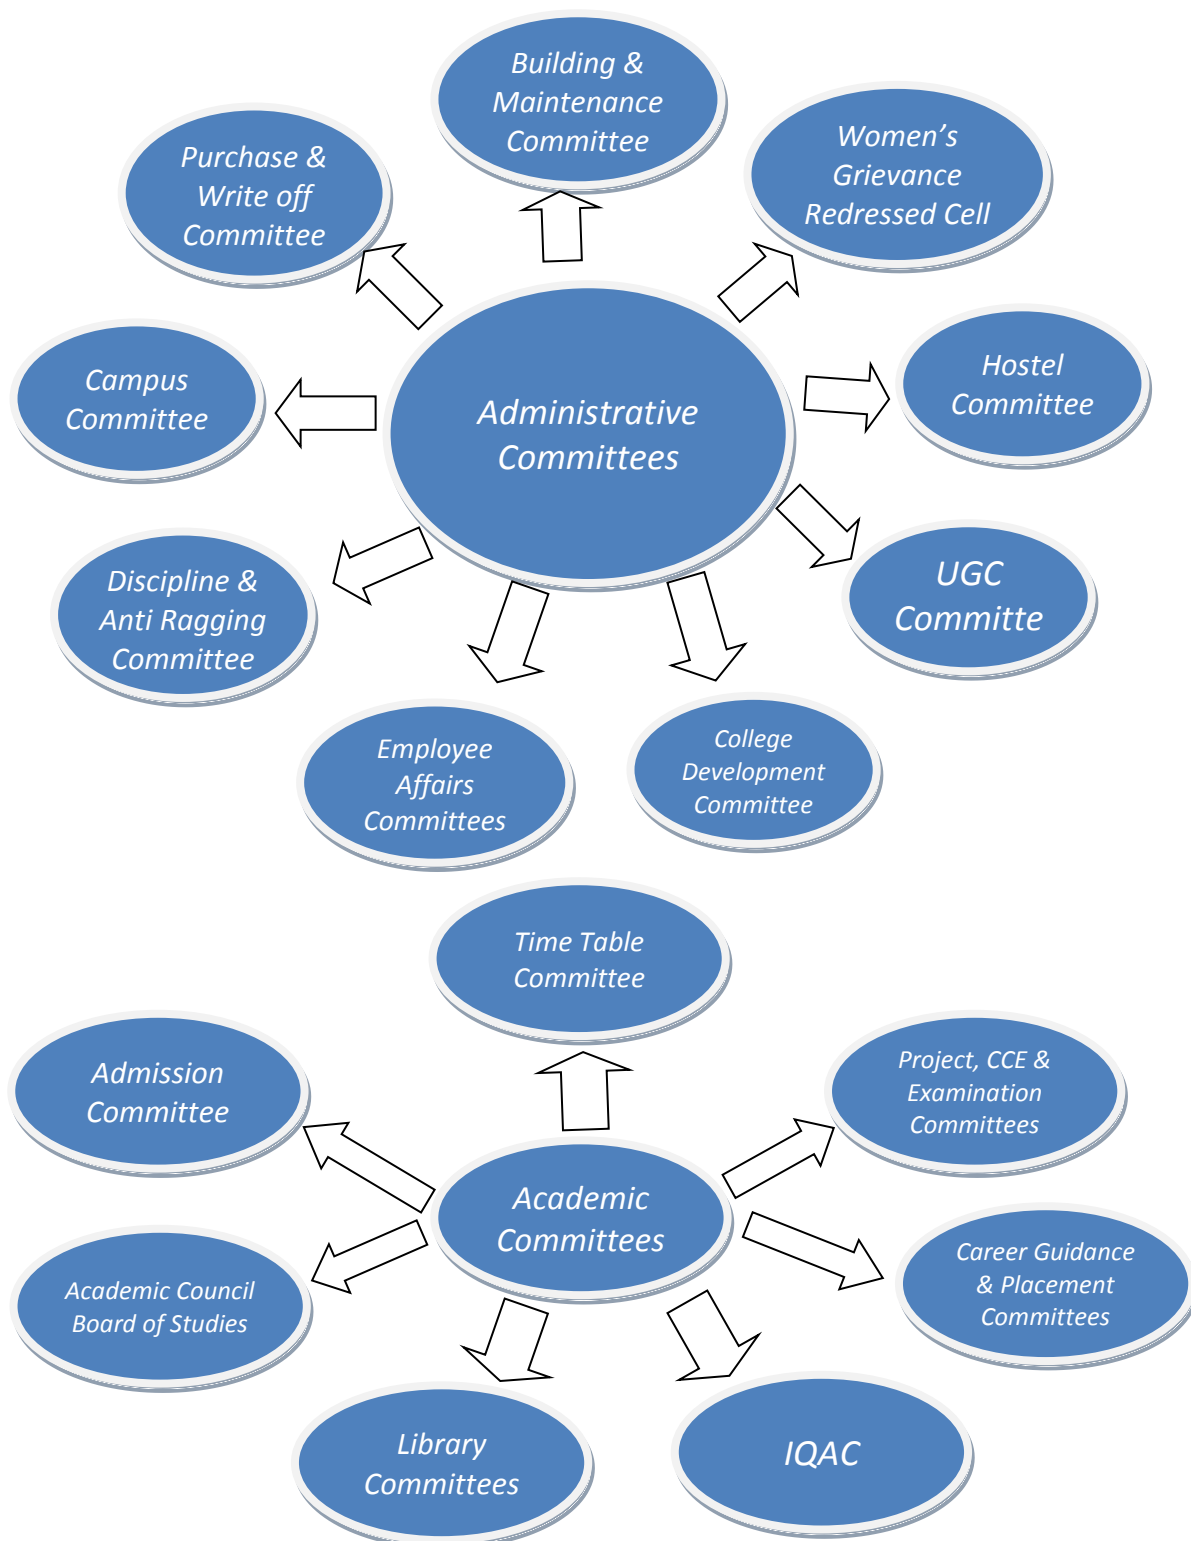 Building &
Maintenance
Committee
Purchase &
Write off
Committee
Women’s
Grievance
Redressed Cell
Campus
Committee
Administrative
Committees
Hostel
Committee
Discipline &
Anti Ragging
Committee
UGC
Committe
Employee
Affairs
Committees
College
Development
Committee
Time Table
Committee
Admission
Committee
Project, CCE &
Examination
Committees
Academic
Committees
Academic Council
Board of Studies
Career Guidance
& Placement
Committees
Library
Committees
IQAC